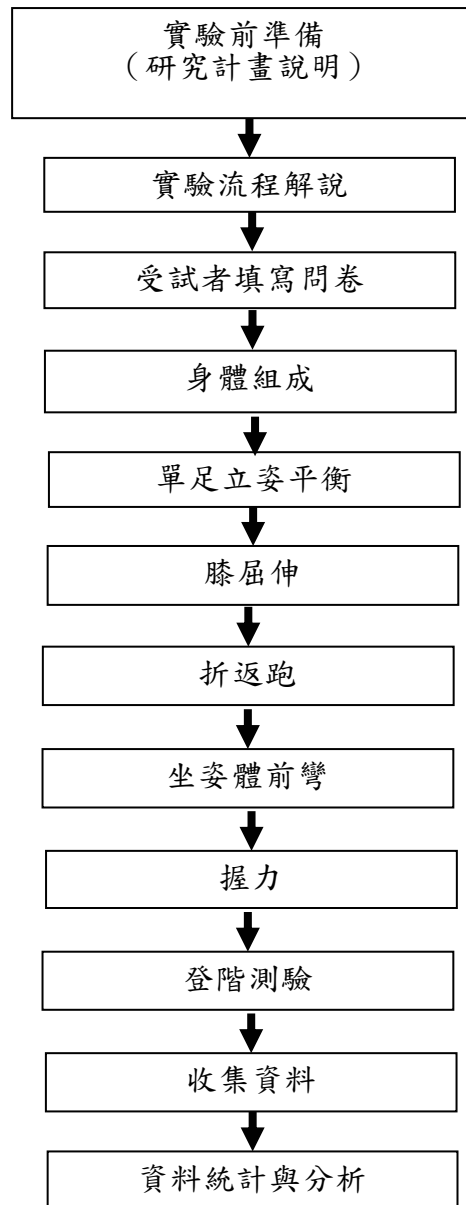 實驗前準備
（研究計畫說明）
實驗流程解說
受試者填寫問卷
身體組成
單足立姿平衡
膝屈伸
折返跑
坐姿體前彎
握力
登階測驗
收集資料
資料統計與分析